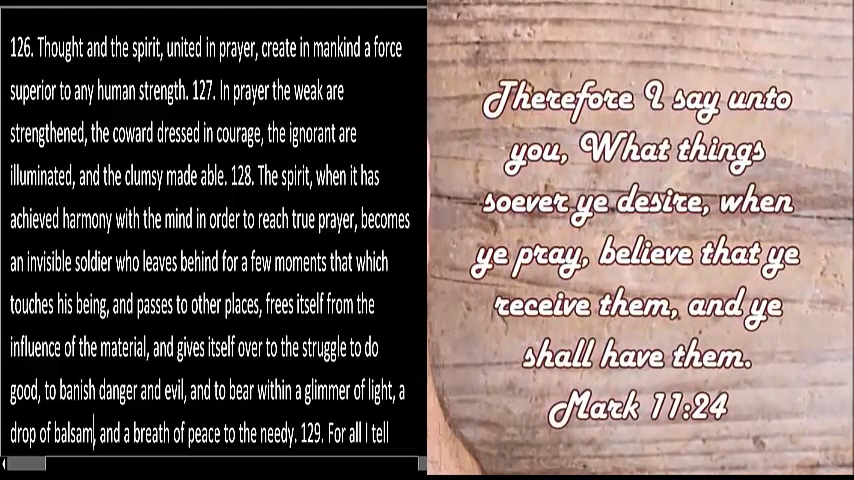 126. Thought and the spirit, united in prayer, create in mankind a force
superior to any human strength. 127. In prayer the weak are
strengthened, the coward dressed in courage, the ignorant are
illuminated, and the clumsy made able. 128. The spirit, when it has
achieved harmony with the mind in order to reach true prayer, becomes
an invisible soldier who leaves behind for a few moments that which
touches his being, and passes to other places, frees itself from the
influence of the material, and gives itself over to the struggle to do
good, to banish danger and evil, and to bear within a glimmer of light, a
drop of balsam, and a breath of peace to the needy. 129. For all I tell
Therefore I say unto
you, What things
soever ye desire, when
ye pray, believe that ye
receive them, and ye
shall have them.
Mark 11:24